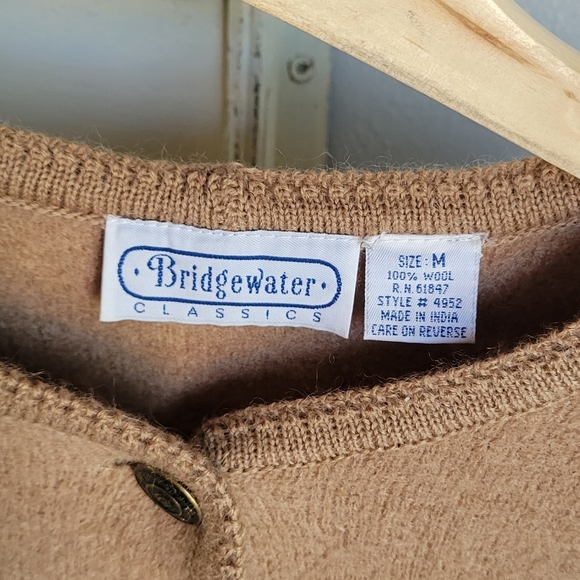 Bridgewater
CLASSICS
SIZE: M
100% WOOL
R.N. 61847
STYLE # 4952
MADE IN INDIA
CARE ON REVERSE